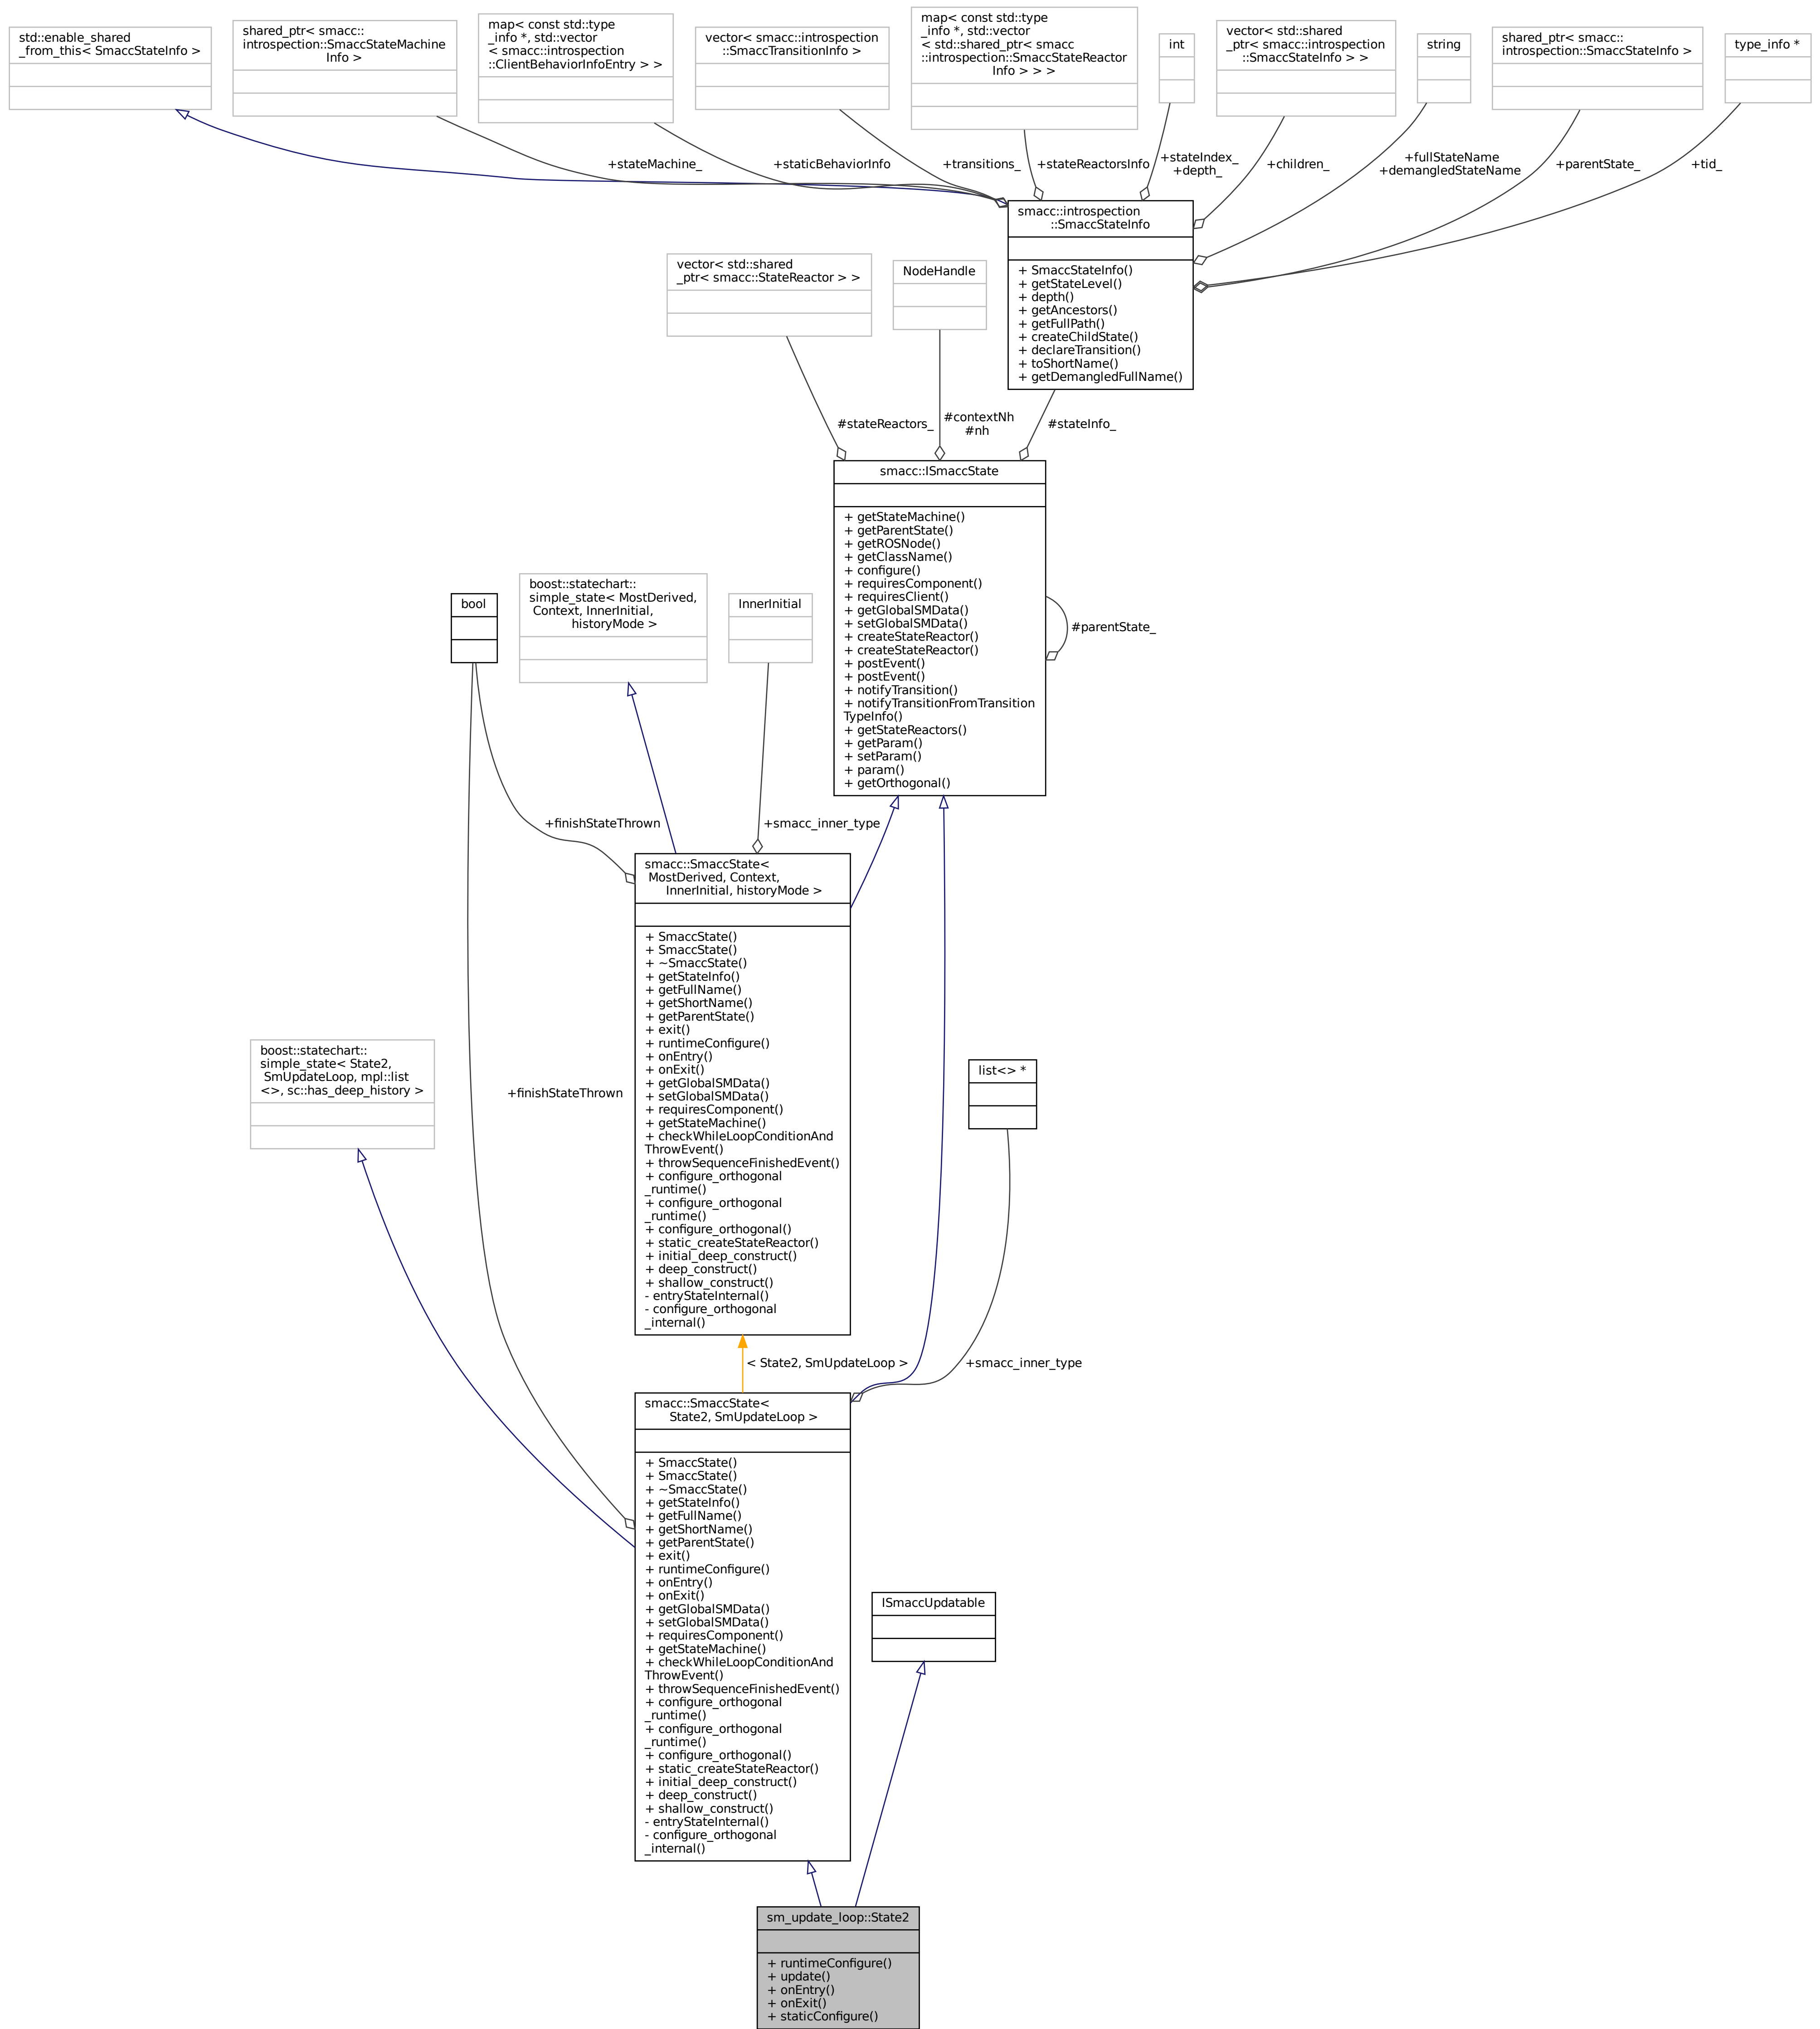 std::enable_shared
_from_this< SmaccStateInfo >
shared_ptr< smacc::
introspection::SmaccStateMachine
Info >
map< const std::type
_info *, std::vector
< smacc::introspection
::ClientBehaviorInfoEntry > >
vector< smacc::introspection
::SmaccTransitionInfo >
map< const std::type
_info *, std::vector
< std::shared_ptr< smacc
::introspection::SmaccStateReactor
Info > > >
int
vector< std::shared
_ptr< smacc::introspection
::SmaccStateInfo > >
string
shared_ptr< smacc::
introspection::SmaccStateInfo >
type_info *
+stateMachine_
+staticBehaviorInfo
+transitions_
+stateReactorsInfo
+stateIndex_
+depth_
+children_
+fullStateName
+demangledStateName
+parentState_
+tid_
smacc::introspection
::SmaccStateInfo
+ SmaccStateInfo()
+ getStateLevel()
+ depth()
+ getAncestors()
+ getFullPath()
+ createChildState()
+ declareTransition()
+ toShortName()
+ getDemangledFullName()
vector< std::shared
_ptr< smacc::StateReactor > >
NodeHandle
#stateReactors_
#contextNh
#nh
#stateInfo_
smacc::ISmaccState
+ getStateMachine()
+ getParentState()
+ getROSNode()
+ getClassName()
+ configure()
+ requiresComponent()
+ requiresClient()
+ getGlobalSMData()
+ setGlobalSMData()
+ createStateReactor()
+ createStateReactor()
+ postEvent()
+ postEvent()
+ notifyTransition()
+ notifyTransitionFromTransition
TypeInfo()
+ getStateReactors()
+ getParam()
+ setParam()
+ param()
+ getOrthogonal()
#parentState_
bool
boost::statechart::
simple_state< MostDerived,
Context, InnerInitial,
historyMode >
InnerInitial
+finishStateThrown
+smacc_inner_type
smacc::SmaccState<
MostDerived, Context,
InnerInitial, historyMode >
+ SmaccState()
+ SmaccState()
+ ~SmaccState()
+ getStateInfo()
+ getFullName()
+ getShortName()
+ getParentState()
+ exit()
+ runtimeConfigure()
+ onEntry()
+ onExit()
+ getGlobalSMData()
+ setGlobalSMData()
+ requiresComponent()
+ getStateMachine()
+ checkWhileLoopConditionAnd
ThrowEvent()
+ throwSequenceFinishedEvent()
+ configure_orthogonal
_runtime()
+ configure_orthogonal
_runtime()
+ configure_orthogonal()
+ static_createStateReactor()
+ initial_deep_construct()
+ deep_construct()
+ shallow_construct()
- entryStateInternal()
- configure_orthogonal
_internal()
boost::statechart::
simple_state< State2,
SmUpdateLoop, mpl::list
<>, sc::has_deep_history >
+finishStateThrown
list<> *
< State2, SmUpdateLoop >
+smacc_inner_type
smacc::SmaccState<
State2, SmUpdateLoop >
+ SmaccState()
+ SmaccState()
+ ~SmaccState()
+ getStateInfo()
+ getFullName()
+ getShortName()
+ getParentState()
+ exit()
+ runtimeConfigure()
+ onEntry()
+ onExit()
+ getGlobalSMData()
+ setGlobalSMData()
+ requiresComponent()
+ getStateMachine()
+ checkWhileLoopConditionAnd
ThrowEvent()
+ throwSequenceFinishedEvent()
+ configure_orthogonal
_runtime()
+ configure_orthogonal
_runtime()
+ configure_orthogonal()
+ static_createStateReactor()
+ initial_deep_construct()
+ deep_construct()
+ shallow_construct()
- entryStateInternal()
- configure_orthogonal
_internal()
ISmaccUpdatable
sm_update_loop::State2
+ runtimeConfigure()
+ update()
+ onEntry()
+ onExit()
+ staticConfigure()